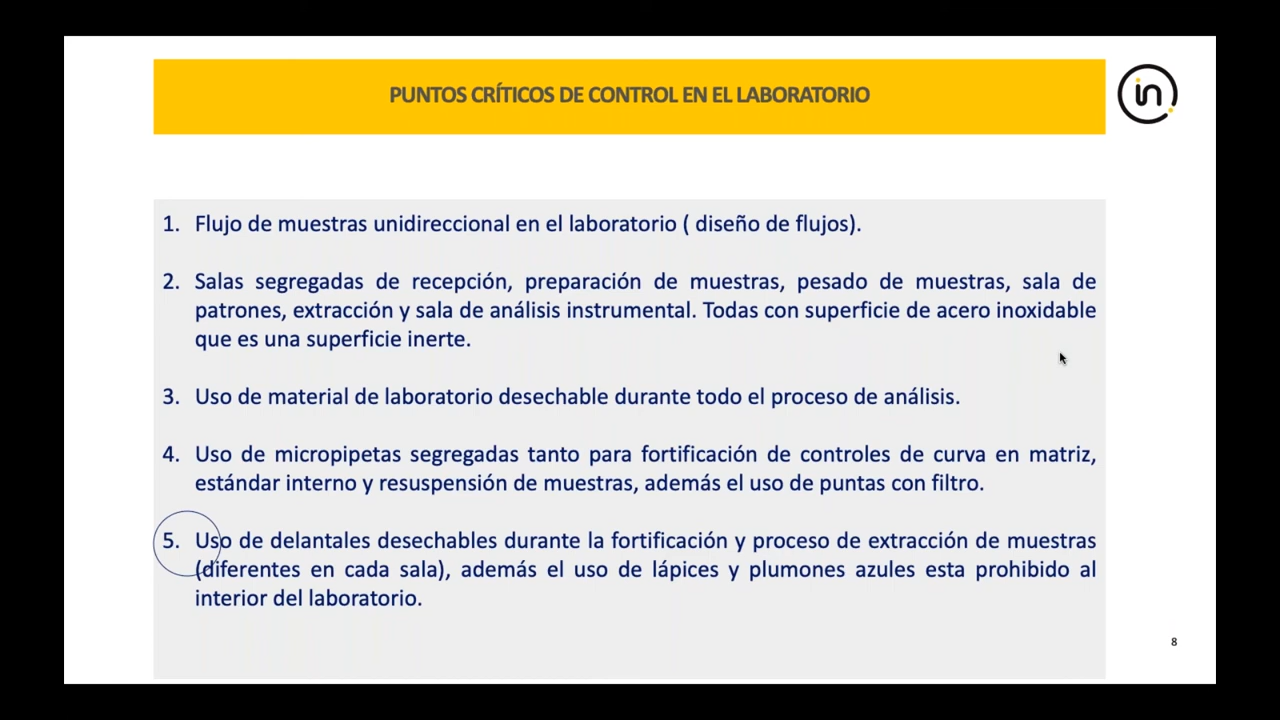 PUNTOS CRÍTICOS DE CONTROL EN EL LABORATORIO
in
1. Flujo de muestras unidireccional en el laboratorio ( diseño de flujos).
2. Salas segregadas de recepción, preparación de muestras, pesado de muestras, sala de
patrones, extracción y sala de análisis instrumental. Todas con superficie de acero inoxidable
que es una superficie inerte.
3. Uso de material de laboratorio desechable durante todo el proceso de análisis.
4. Uso de micropipetas segregadas tanto para fortificación de controles de curva en matriz,
estándar interno y resuspensión de muestras, además el uso de puntas con filtro.
5. Uso de delantales desechables durante la fortificación y proceso de extracción de muestras
(diferentes en cada sala), además el uso de lápices y plumones azules esta prohibido al
interior del laboratorio.
8